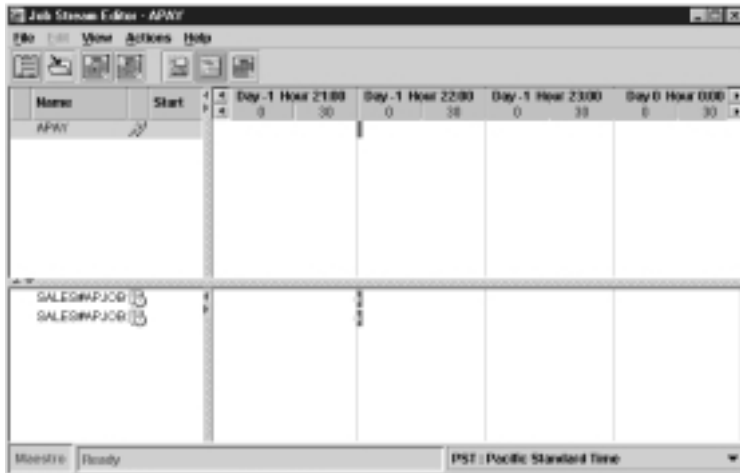 Job Stream Editor - APAY
File Edit View Actions Help
Name Start Day -1 Hour 21:00 Day -1 Hour 22:00 Day -1 Hour 23:00 Day 0 Hour 0:00
0 30 0 30 0 30 0 30
APAY
SALES#APJOB
SALES#APJOB
Maestro Ready PST : Pacific Standard Time